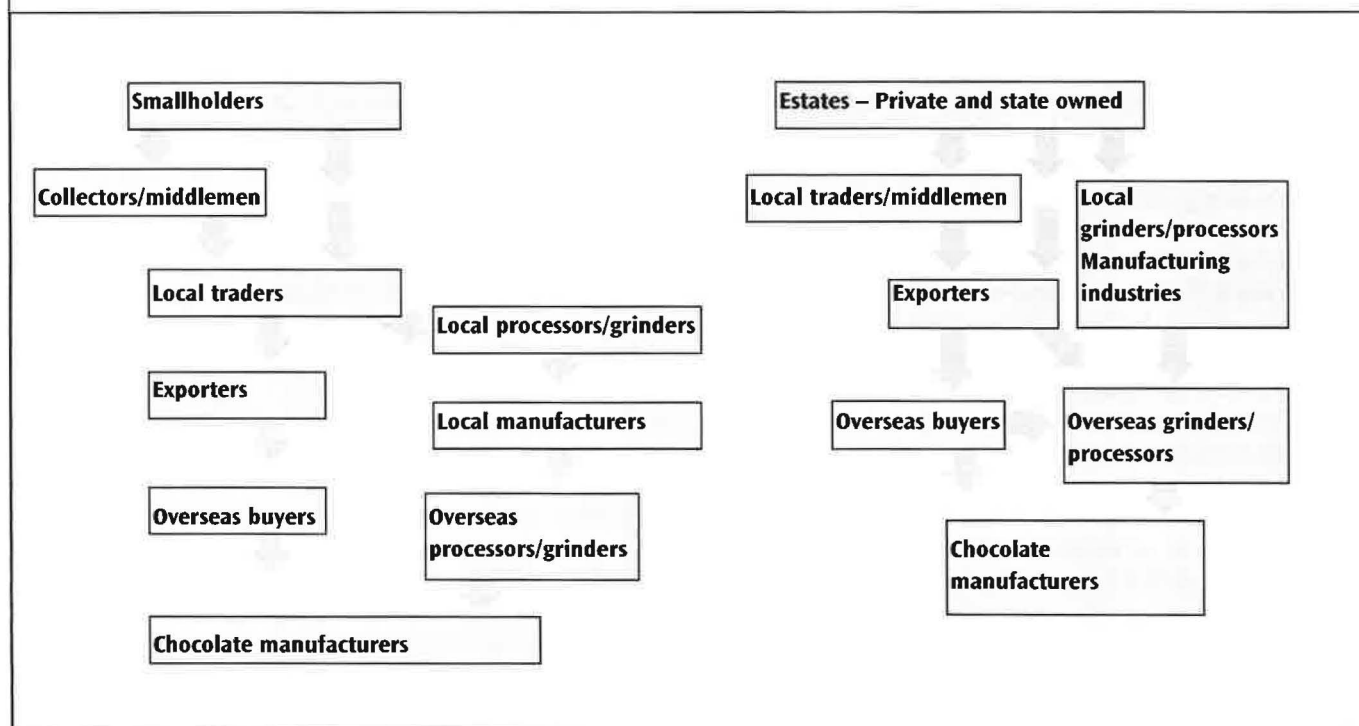 Smallholders
Collectors/middlemen
Local traders
Local processors/grinders
Exporters
Local manufacturers
Overseas buyers
Overseas
processors/grinders
Chocolate manufacturers
Estates – Private and state owned
Local traders/middlemen
Local
grinders/processors
Manufacturing
industries
Exporters
Overseas buyers
Overseas grinders/
processors
Chocolate
manufacturers